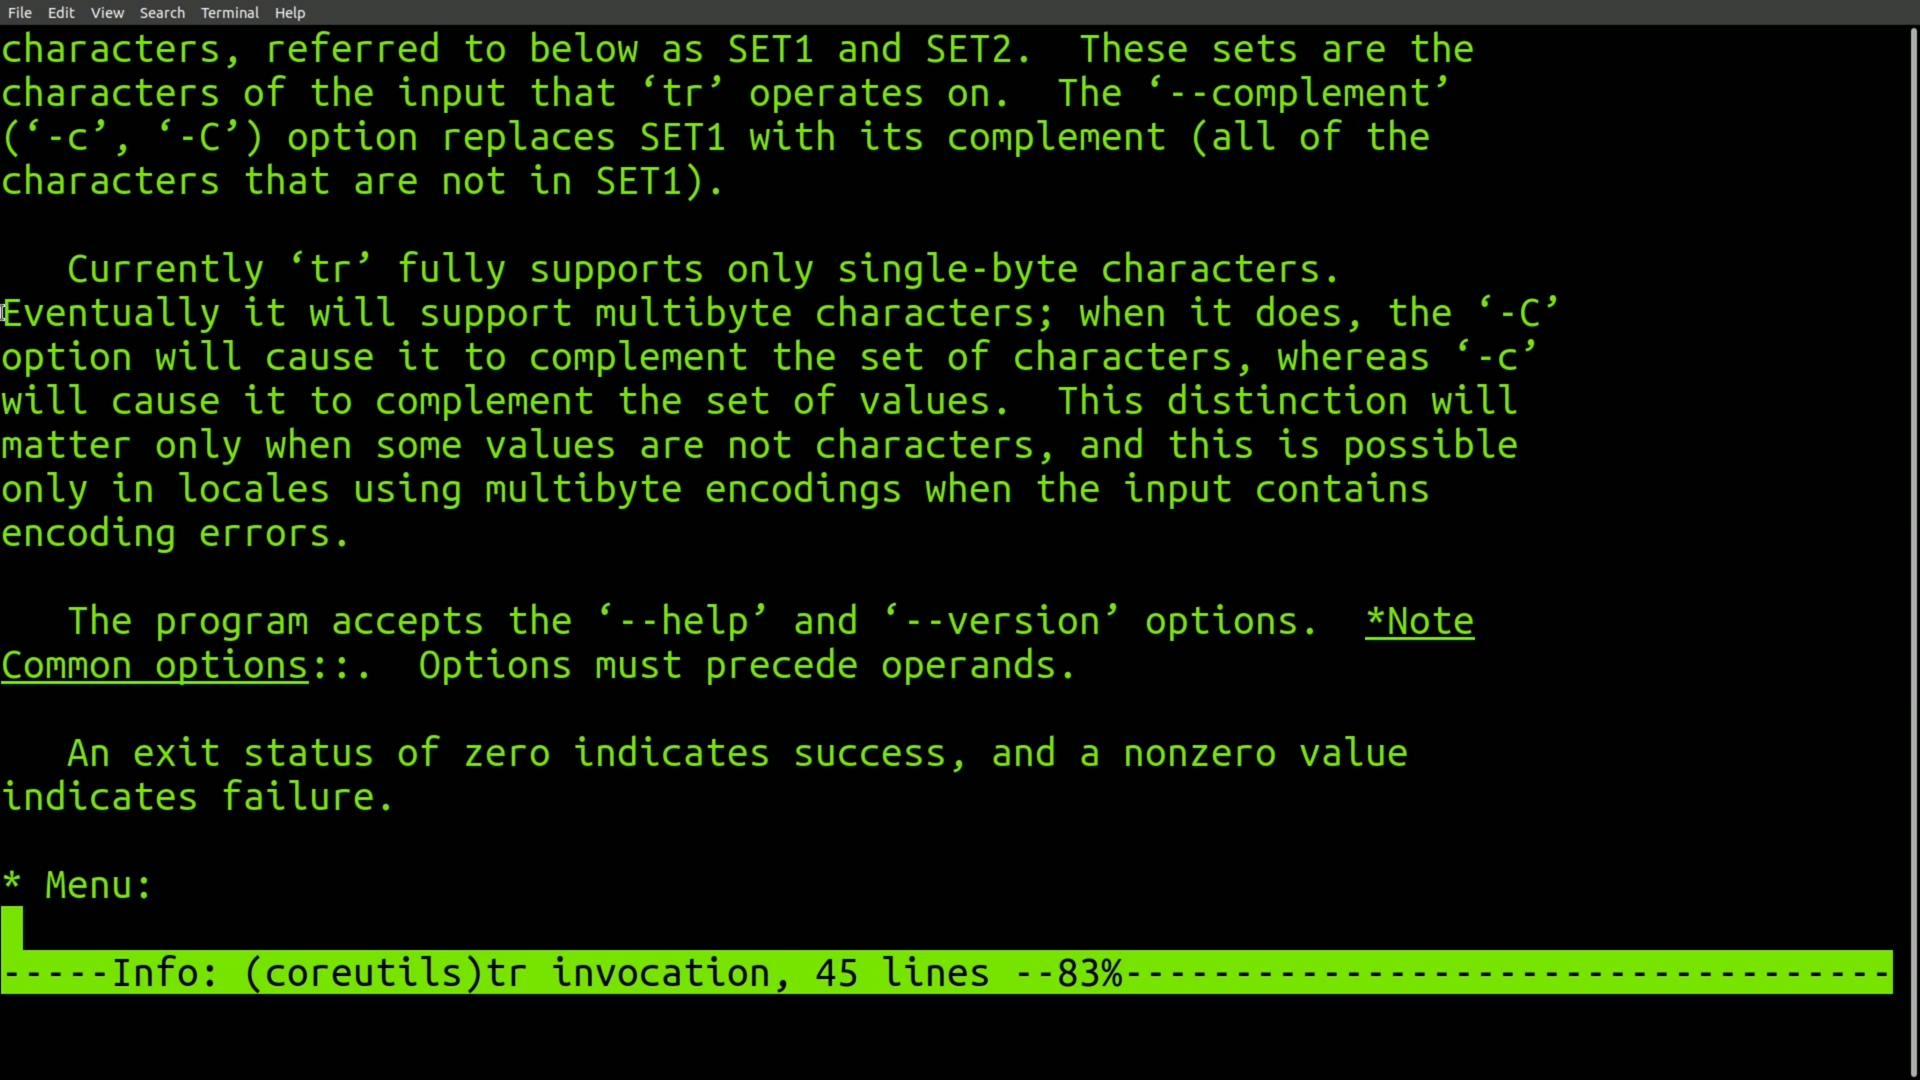 File Edit View Search Terminal Help
characters, referred to below as SET1 and SET2.  These sets are the
characters of the input that ‘tr’ operates on.  The ‘--complement’
(‘-c’, ‘-C’) option replaces SET1 with its complement (all of the
characters that are not in SET1).
   Currently ‘tr’ fully supports only single-byte characters.
Eventually it will support multibyte characters; when it does, the ‘-C’
option will cause it to complement the set of characters, whereas ‘-c’
will cause it to complement the set of values.  This distinction will
matter only when some values are not characters, and this is possible
only in locales using multibyte encodings when the input contains
encoding errors.
   The program accepts the ‘--help’ and ‘--version’ options.  *Note
Common options::.  Options must precede operands.
   An exit status of zero indicates success, and a nonzero value
indicates failure.
* Menu:
-----Info: (coreutils)tr invocation, 45 lines --83%-----------------------------------